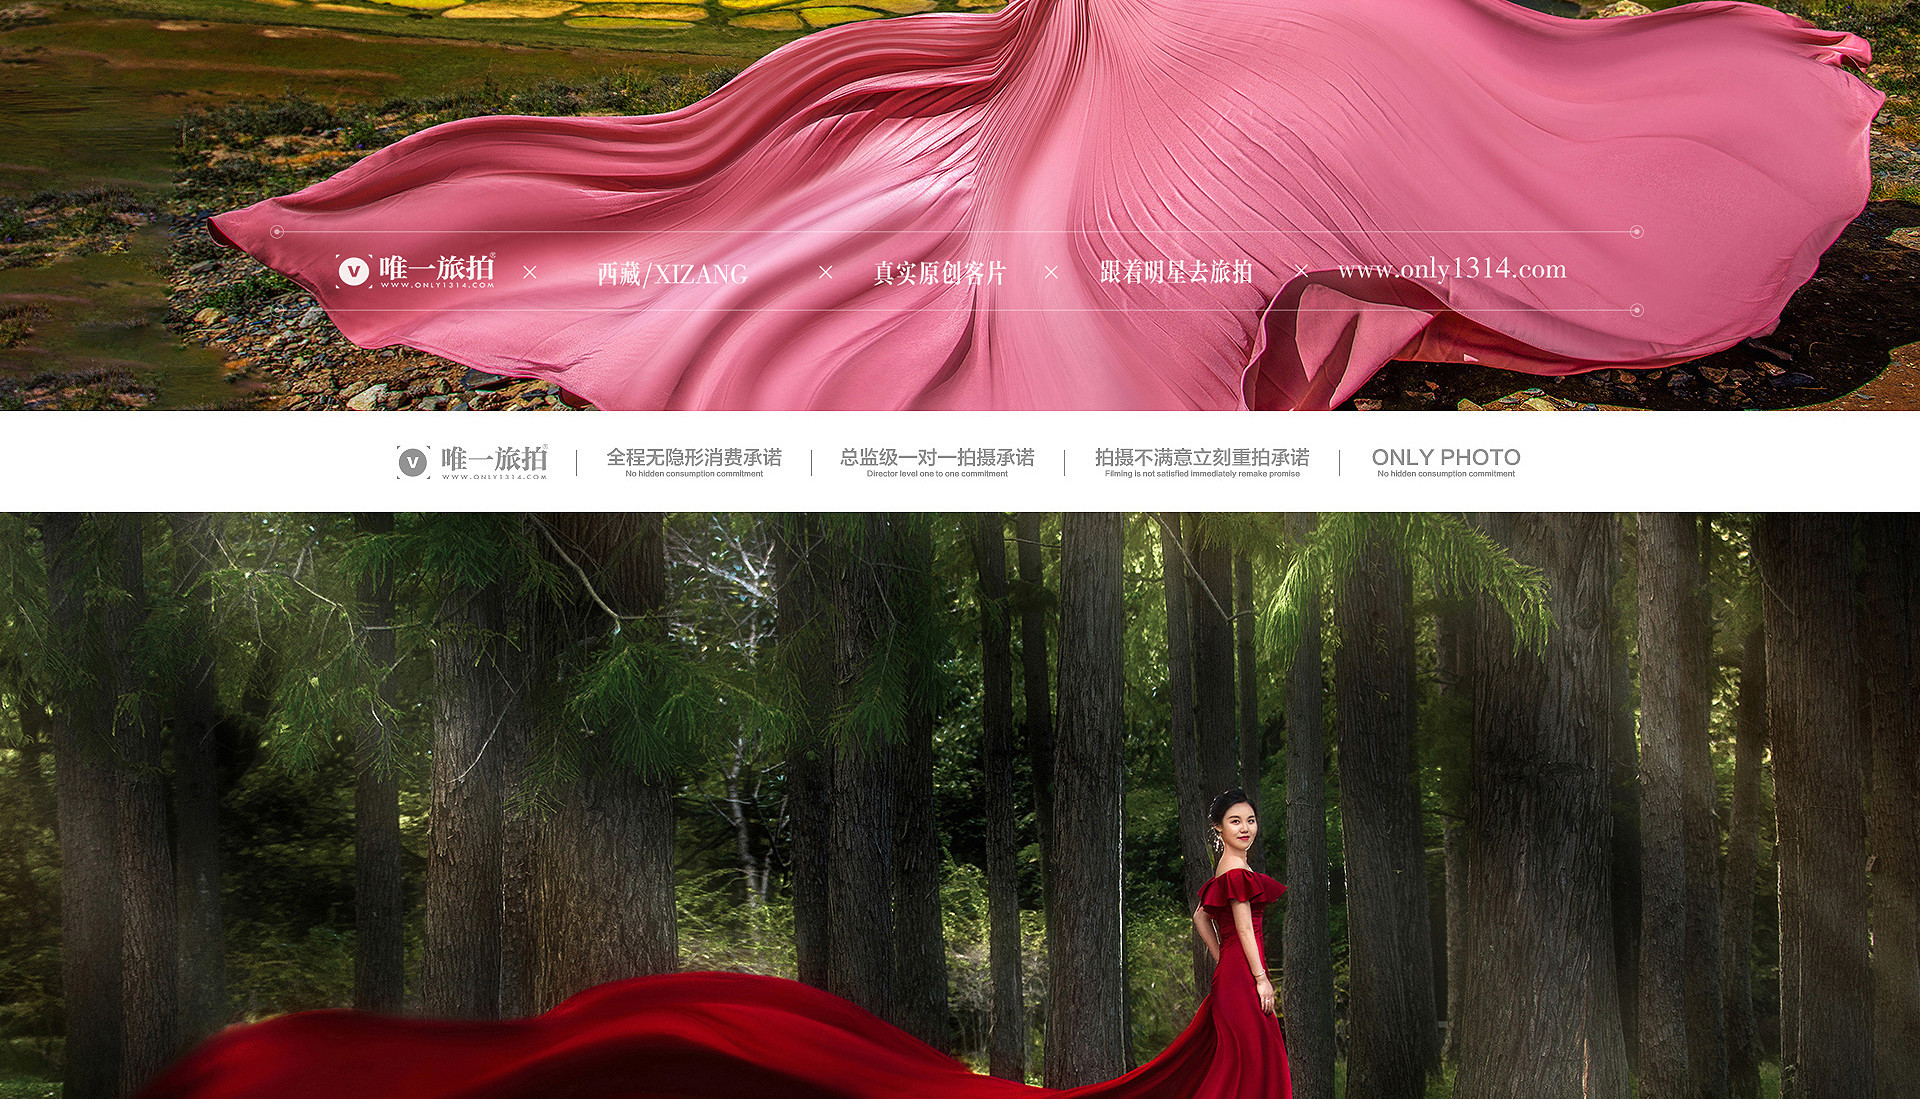 V 唯一旅拍® × 西藏/XIZANG × 真实原创客片 × 跟着明星去旅拍 × www.only1314.com
WWW.ONLY1314.COM
V 唯一旅拍® | 全程无隐形消费承诺 | 总监级一对一拍摄承诺 | 拍摄不满意立刻重拍承诺 | ONLY PHOTO
WWW.ONLY1314.COM No hidden consumption commitment Director level one to one commitment Filming is not satisfied immediately remake promise No hidden consumption commitment